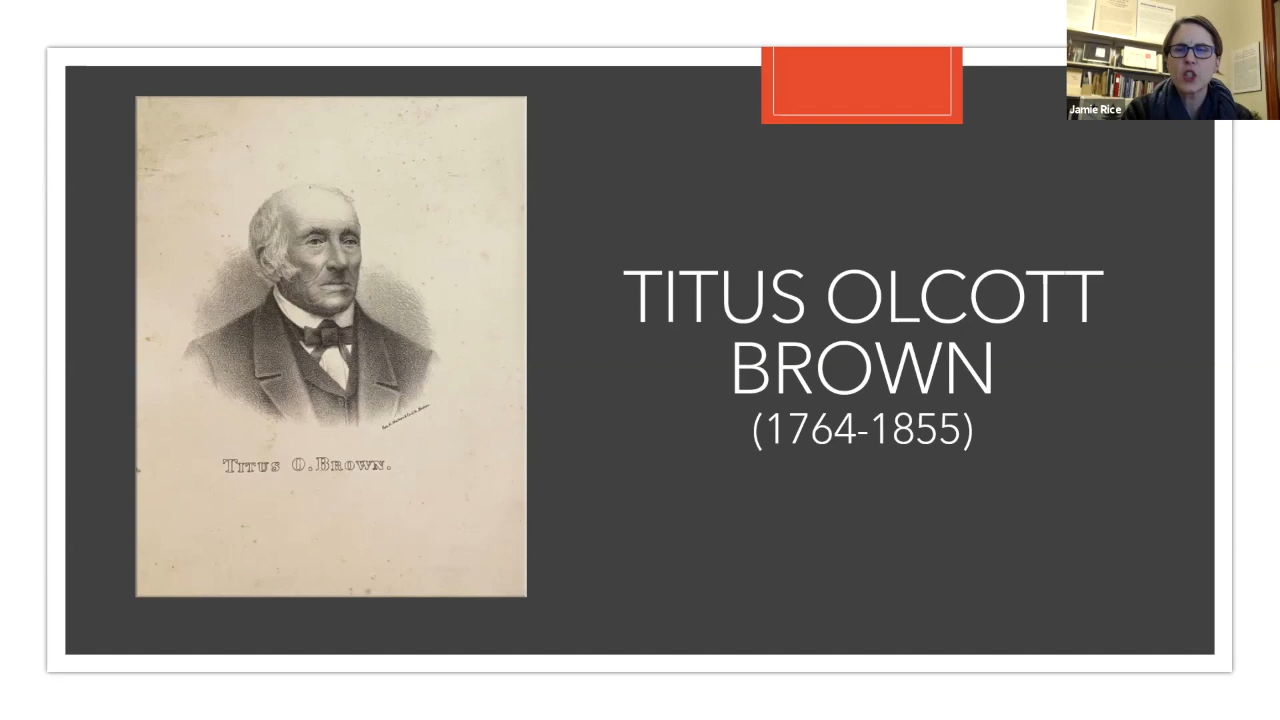 Jamie Rice
TITUS OLCOTT
BROWN
(1764-1855)
TITUS O. BROWN.